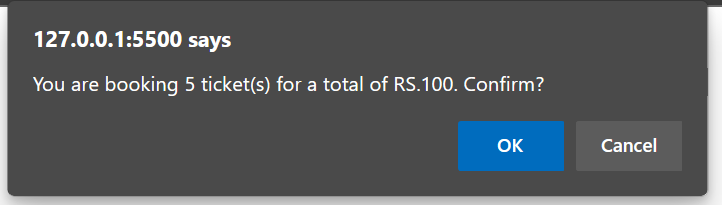 127.0.0.1:5500 says
You are booking 5 ticket(s) for a total of RS.100. Confirm?
OK
Cancel